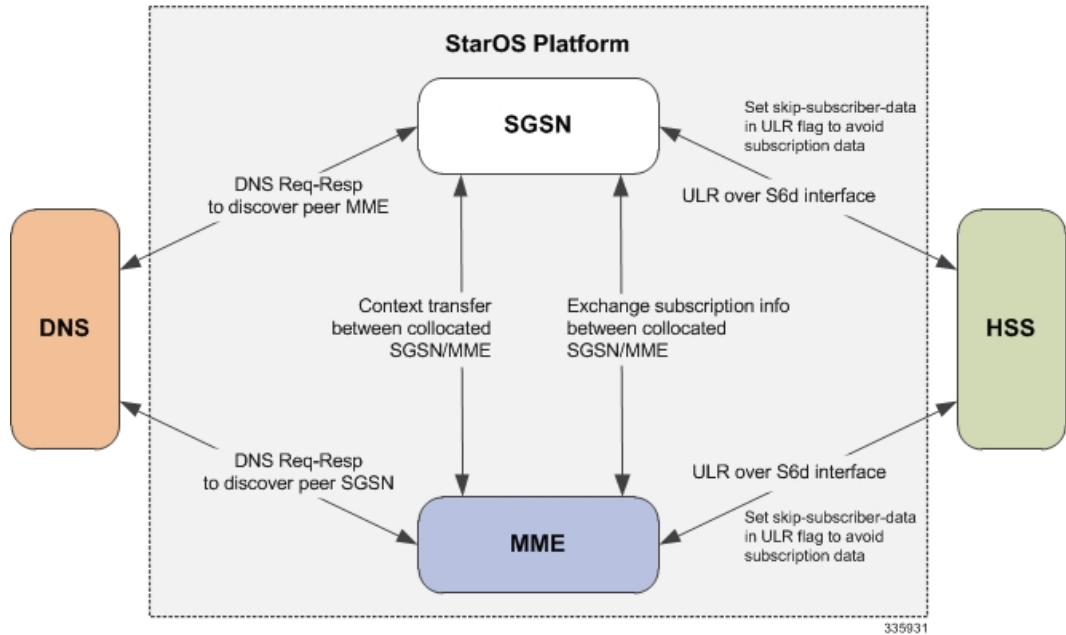 StarOS Platform
SGSN
Set skip-subscriber-data
in ULR flag to avoid
subscription data
DNS Req-Resp
to discover peer MME
ULR over S6d interface
DNS
Context transfer
between collocated
SGSN/MME
Exchange subscription info
between collocated
SGSN/MME
HSS
DNS Req-Resp
to discover peer SGSN
ULR over S6d interface
MME
Set skip-subscriber-data
in ULR flag to avoid
subscription data
335931